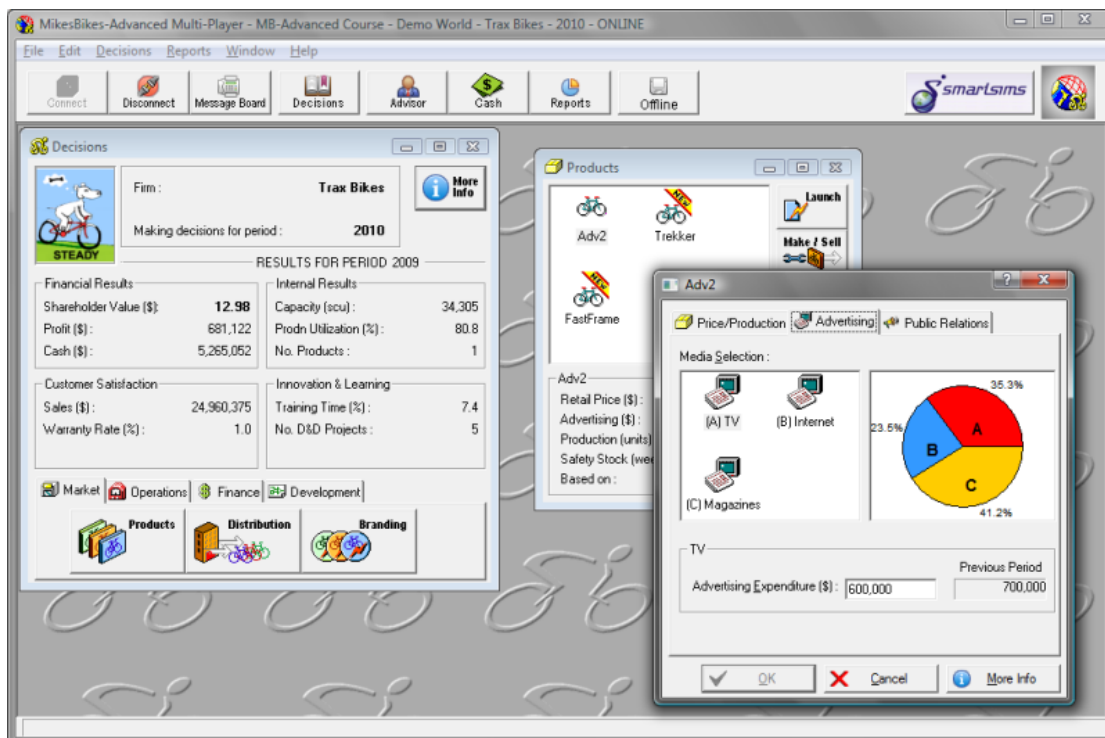 MikesBikes-Advanced Multi-Player - MB-Advanced Course - Demo World - Trax Bikes - 2010 - ONLINE
File Edit Decisions Reports Window Help
Connect Disconnect Message Board Decisions Advisor Cash Reports Offline
smartsims
Decisions
STEADY
Firm : Trax Bikes
Making decisions for period : 2010
More Info
RESULTS FOR PERIOD 2009
Financial Results
Shareholder Value ($): 12.98
Profit ($) : 681,122
Cash ($) : 5,265,052
Internal Results
Capacity (scu) : 34,305
Prodn Utilization (%) : 80.8
No. Products : 1
Customer Satisfaction
Sales ($) : 24,960,375
Warranty Rate (%) : 1.0
Innovation & Learning
Training Time (%) : 7.4
No. D&D Projects : 5
Market Operations Finance Development
Products Distribution Branding
Products
Adv2
Trekker
NEW
FastFrame
NEW
Launch
Make / Sell
Adv2
Retail Price ($) :
Advertising ($) :
Production (units)
Safety Stock
Based on :
Adv2
Price/Production Advertising Public Relations
Media Selection :
(A) TV
(B) Internet
(C) Magazines
35.3%
23.5%
A
B
C
41.2%
TV
Previous Period
Advertising Expenditure ($) : 600,000 700,000
OK Cancel More Info